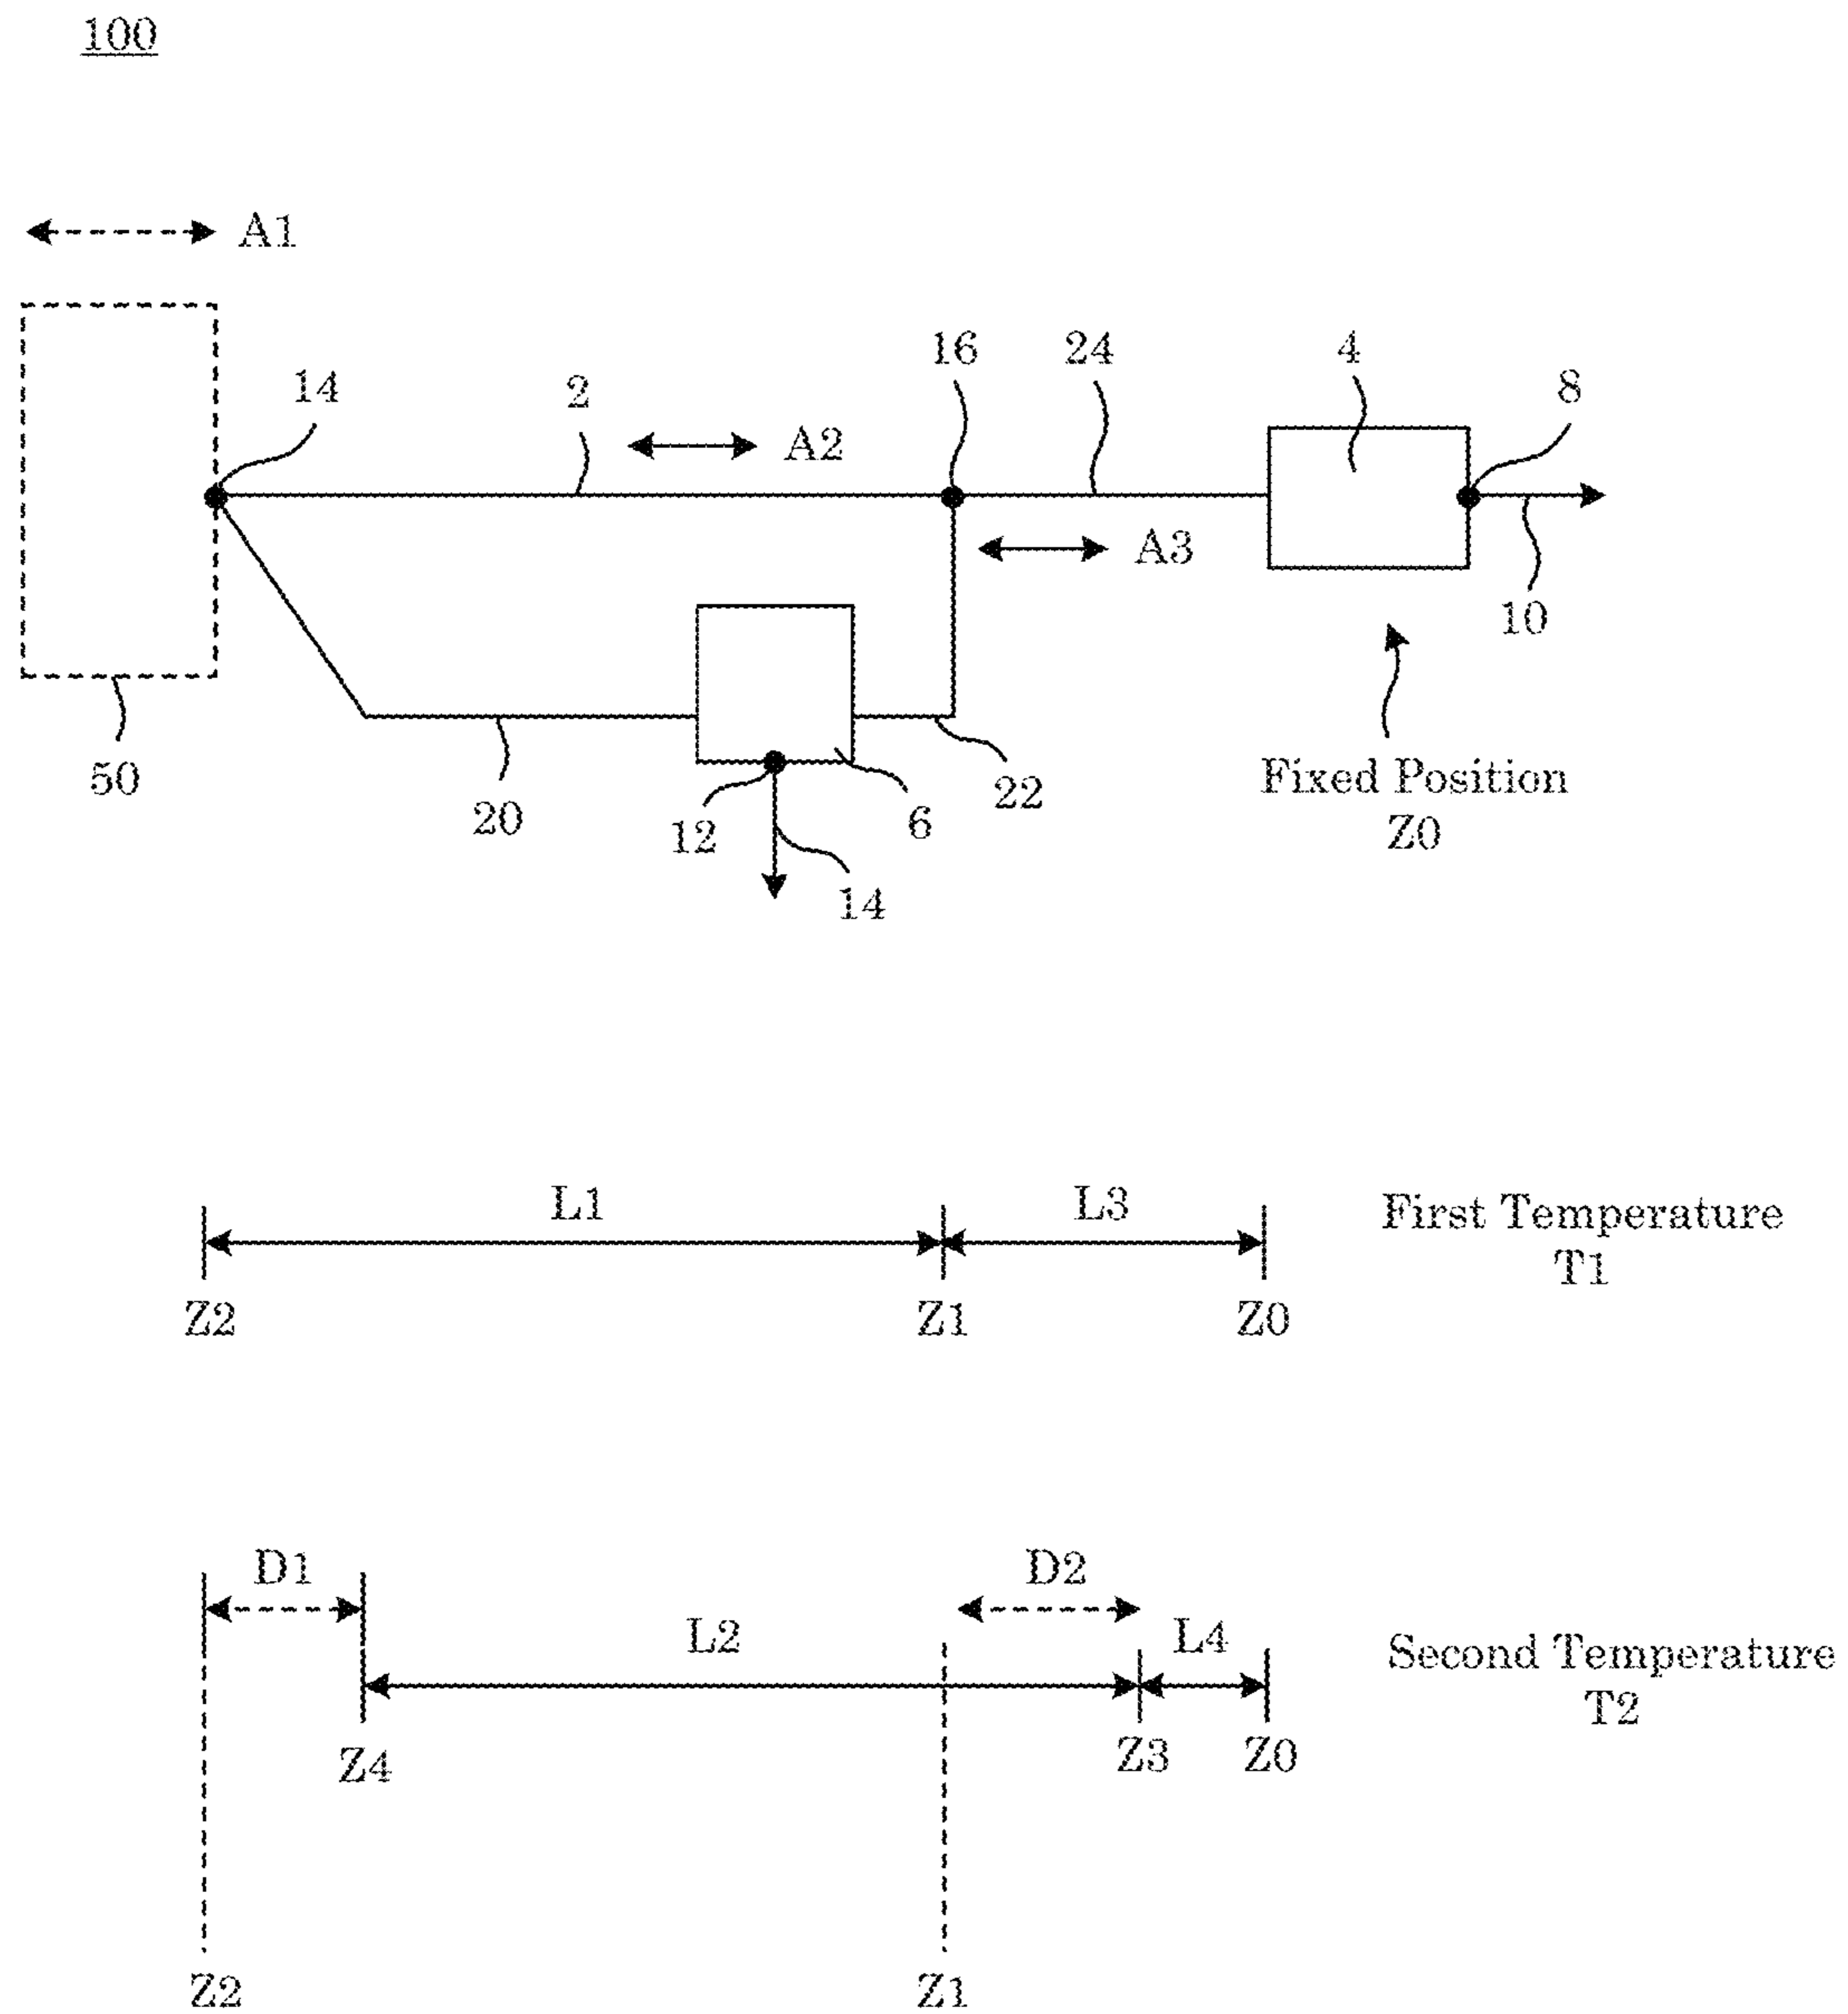 100
A1
14
2
A2
16
24
4
8
A3
10
50
20
12
6
22
14
Fixed Position
Z0
L1
L3
First Temperature
T1
Z2
Z1
Z0
D1
D2
L2
L4
Second Temperature
T2
Z4
Z3
Z0
Z2
Z1